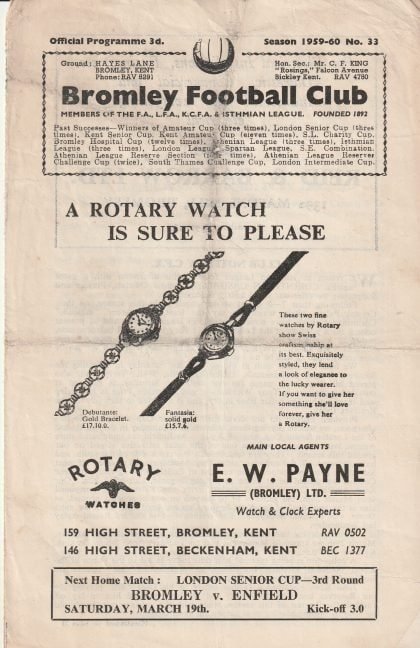 Official Programme 3d. Season 1959-60 No. 33
Ground: HAYES LANE
BROMLEY, KENT
Phone: RAV 5291
Hon. Sec.: Mr. C. F. KING
"Rosings," Falcon Avenue
Bickley Kent. RAV 4780
Bromley Football Club
MEMBERS OF THE F.A., L.F.A., K.C.F.A. & ISTHMIAN LEAGUE. FOUNDED 1892
Past Successes—Winners of Amateur Cup (three times), London Senior Cup (three
times), Kent Senior Cup, Kent Amateur Cup (eleven times), S.L. Charity Cup.
Bromley Hospital Cup (twelve times), Athenian League (three times), Isthmian
League (three times), London League, Spartan League, S.E. Combination.
Athenian League Reserve Section (three times), Athenian League Reserves
Challenge Cup (twice), South Thames Challenge Cup, London Intermediate Cup.
A ROTARY WATCH
IS SURE TO PLEASE
These two fine
watches by Rotary
show Swiss
craftsmanship at
its best. Exquisitely
styled, they lend
a look of elegance to
the lucky wearer.
If you want to give her
something she'll love
forever, give her
a Rotary.
Debutante:
Gold Bracelet.
£17.10.0.
Fantasia:
solid gold
£15.7.6.
ROTARY
WATCHES
MAIN LOCAL AGENTS
E. W. PAYNE
(BROMLEY) LTD.
Watch & Clock Experts
159 HIGH STREET, BROMLEY, KENT RAV 0502
146 HIGH STREET, BECKENHAM, KENT BEC 1377
Next Home Match: LONDON SENIOR CUP—3rd Round
BROMLEY v. ENFIELD
SATURDAY, MARCH 19th. Kick-off 3.0